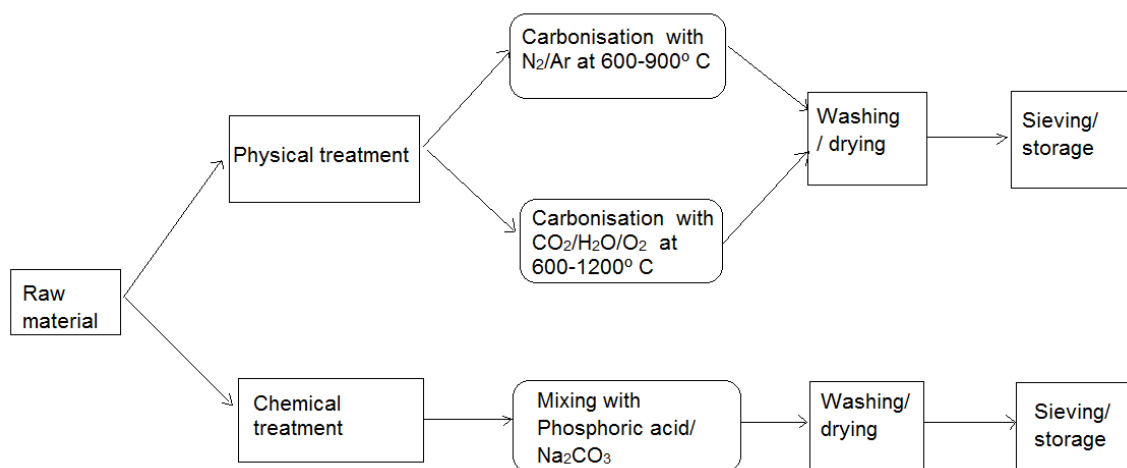 Carbonisation with
N₂/Ar at 600-900º C
Physical treatment
Washing
/ drying
Sieving/
storage
Carbonisation with
CO₂/H₂O/O₂ at
600-1200º C
Raw
material
Chemical
treatment
Mixing with
Phosphoric acid/
Na₂CO₃
Washing/
drying
Sieving/
storage